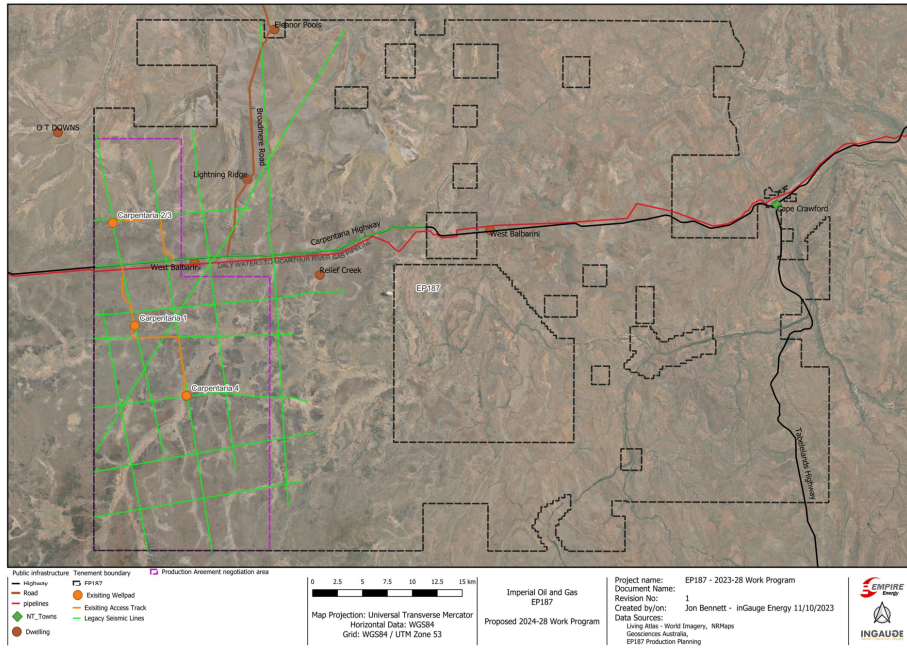 Eleanor Pools
O T DOWNS
Broadmere Road
Lightning Ridge
Cape Crawford
Carpentaria 2/3
Carpentaria Highway
West Balbarini
West Balbarini
DALY WATERS TO MCARTHUR RIVER GAS PIPELINE
Relief Creek
EP187
Carpentaria 1
Carpentaria 4
Tabelelands Highway
Public infrastructure
Highway
Road
pipelines
NT_Towns
Dwelling
Tenement boundary
EP187
Exisiting Wellpad
Existing Access Track
Legacy Seismic Lines
Production Areement negotiation area
0 2.5 5 7.5 10 12.5 15 km
Map Projection: Universal Transverse Mercator
Horizontal Data: WGS84
Grid: WGS84 / UTM Zone 53
Imperial Oil and Gas
EP187
Proposed 2024-28 Work Program
Project name: EP187 - 2023-28 Work Program
Document Name:
Revision No: 1
Created by/on: Jon Bennett - inGauge Energy 11/10/2023
Data Sources:
Living Atlas - World Imagery, NRMaps
Geosciences Australia,
EP187 Production Planning
EMPIRE
Energy
INGAUGE